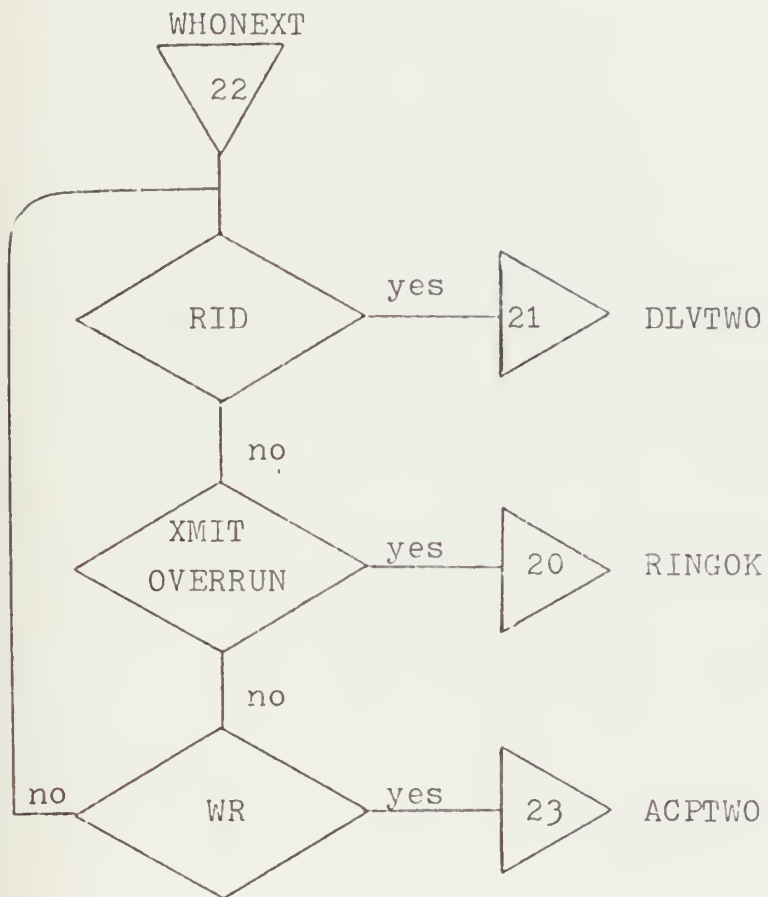 WHONEXT
22
RID
yes
21
DLVTWO
no
XMIT
OVERRUN
yes
20
RINGOK
no
no
WR
yes
23
ACPTWO